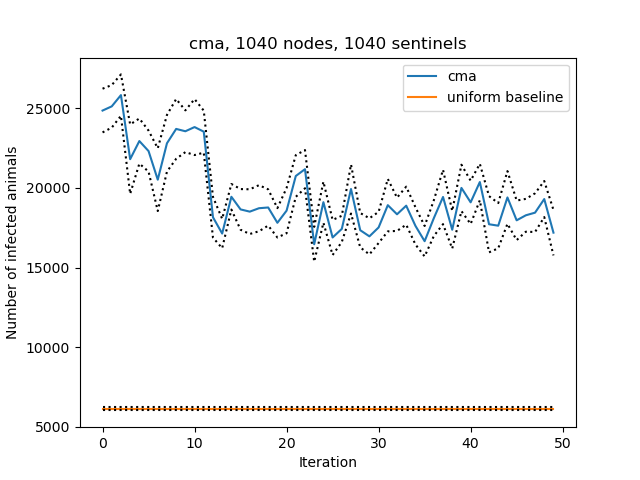 cma, 1040 nodes, 1040 sentinels
cma
uniform baseline
Number of infected animals
25000
20000
15000
10000
5000
0
10
20
30
40
50
Iteration